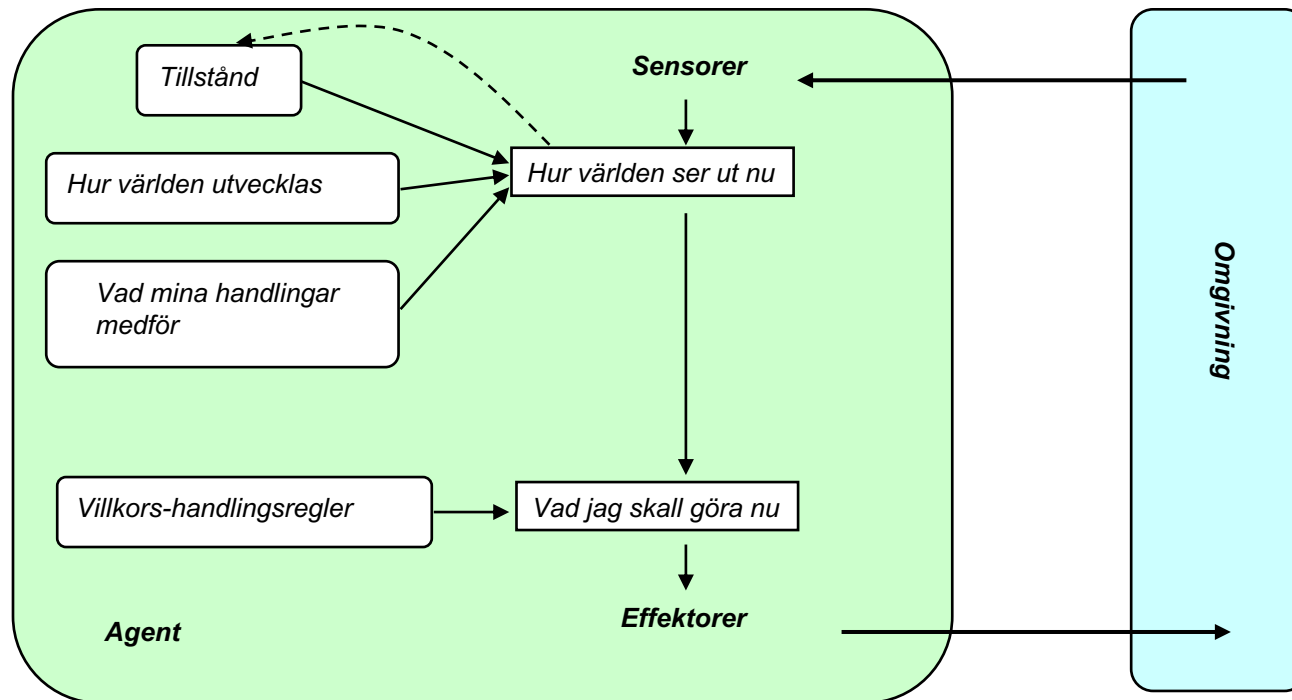 Tillstånd
Sensorer
Hur världen ser ut nu
Hur världen utvecklas
Vad mina handlingar
medför
Villkors-handlingsregler
Vad jag skall göra nu
Effektorer
Agent
Omgivning